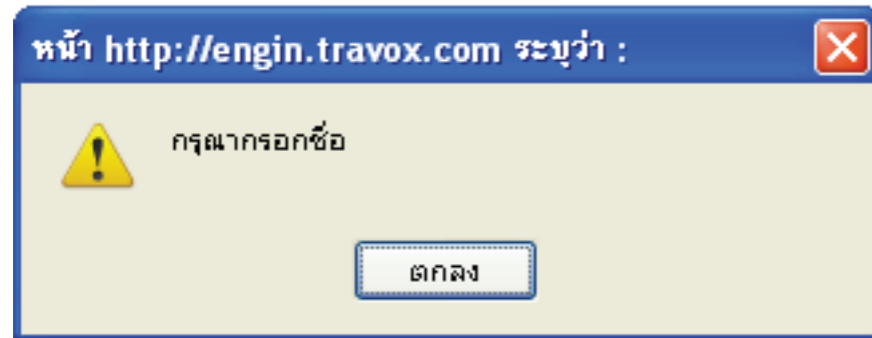 หน้า http://engin.travox.com ระบุว่า :
กรุณากรอกชื่อ
ตกลง